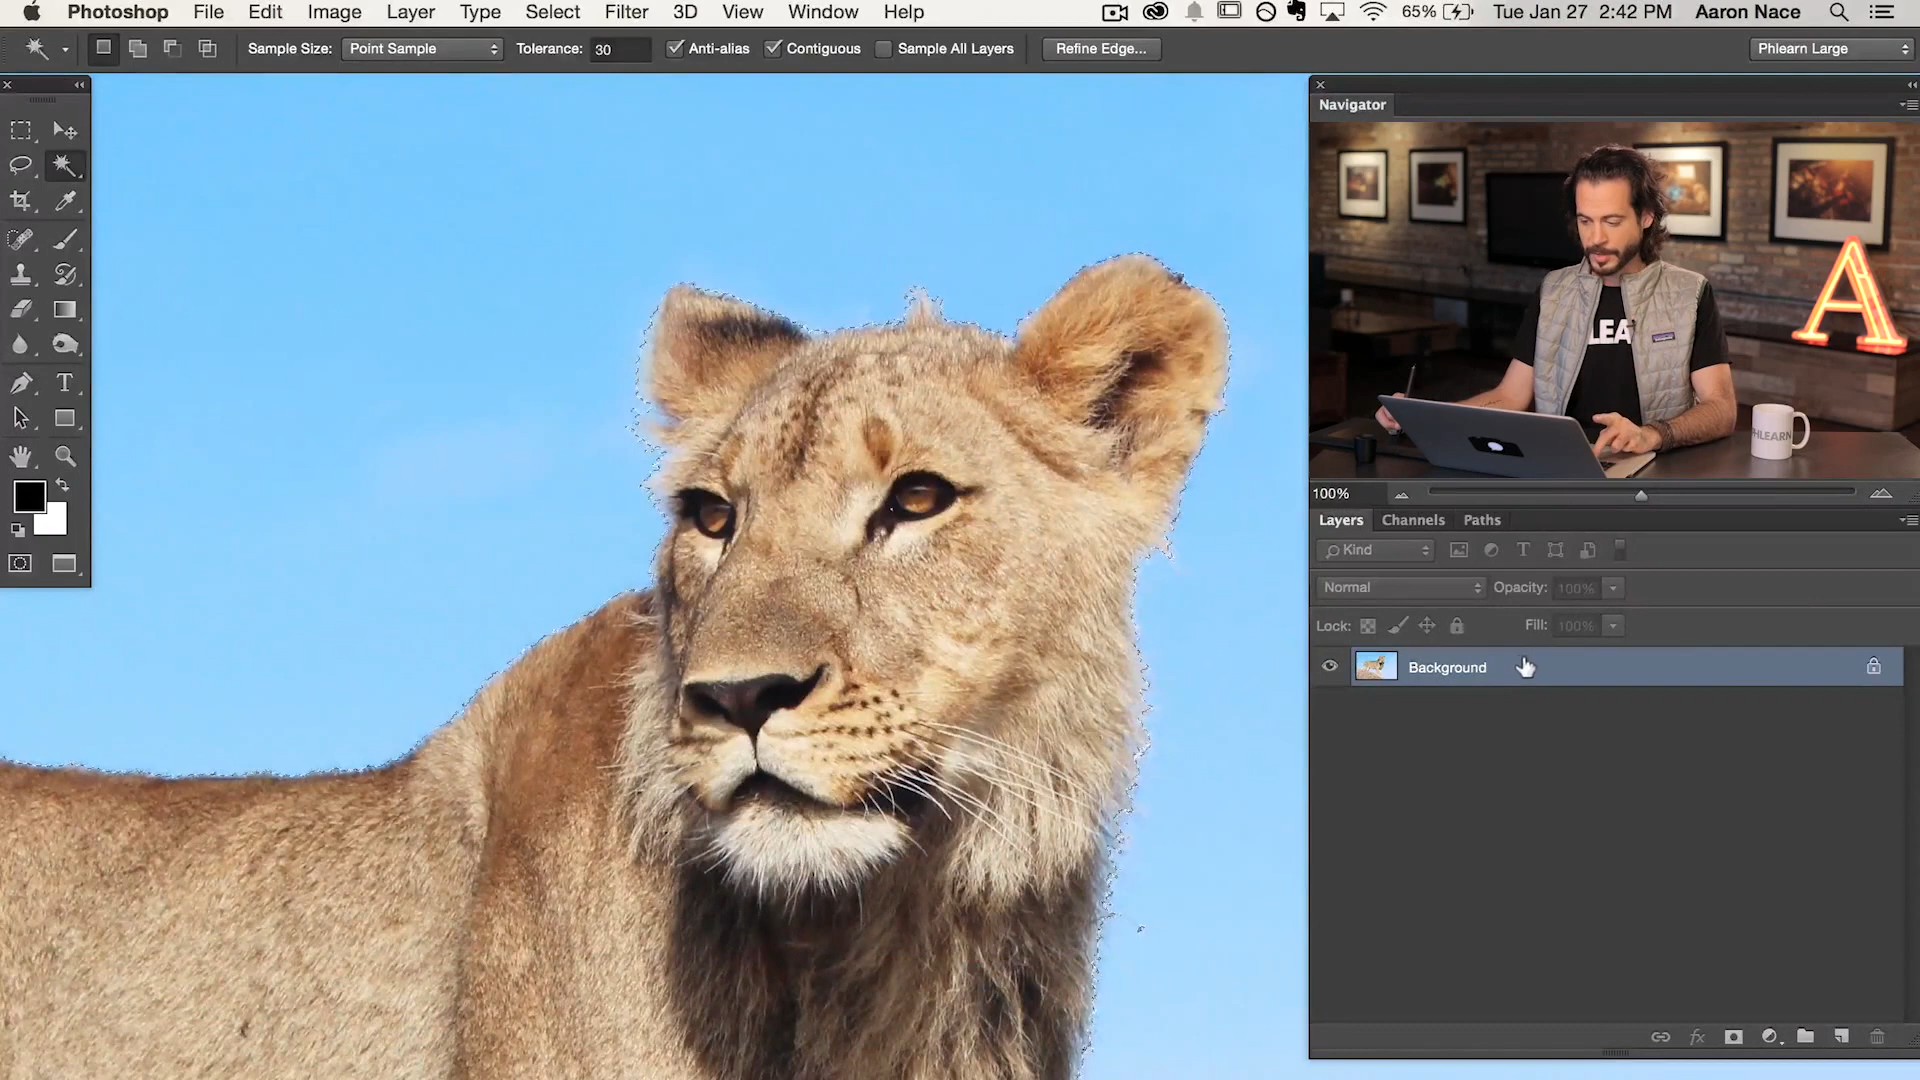 Photoshop File Edit Image Layer Type Select Filter 3D View Window Help 65% Tue Jan 27 2:42 PM Aaron Nace
Sample Size: Point Sample Tolerance: 30 Anti-alias Contiguous Sample All Layers Refine Edge... Phlearn Large
Navigator
A
LEA
PHLEARN
100%
Layers Channels Paths
Kind
Normal Opacity: 100%
Lock: Fill: 100%
Background